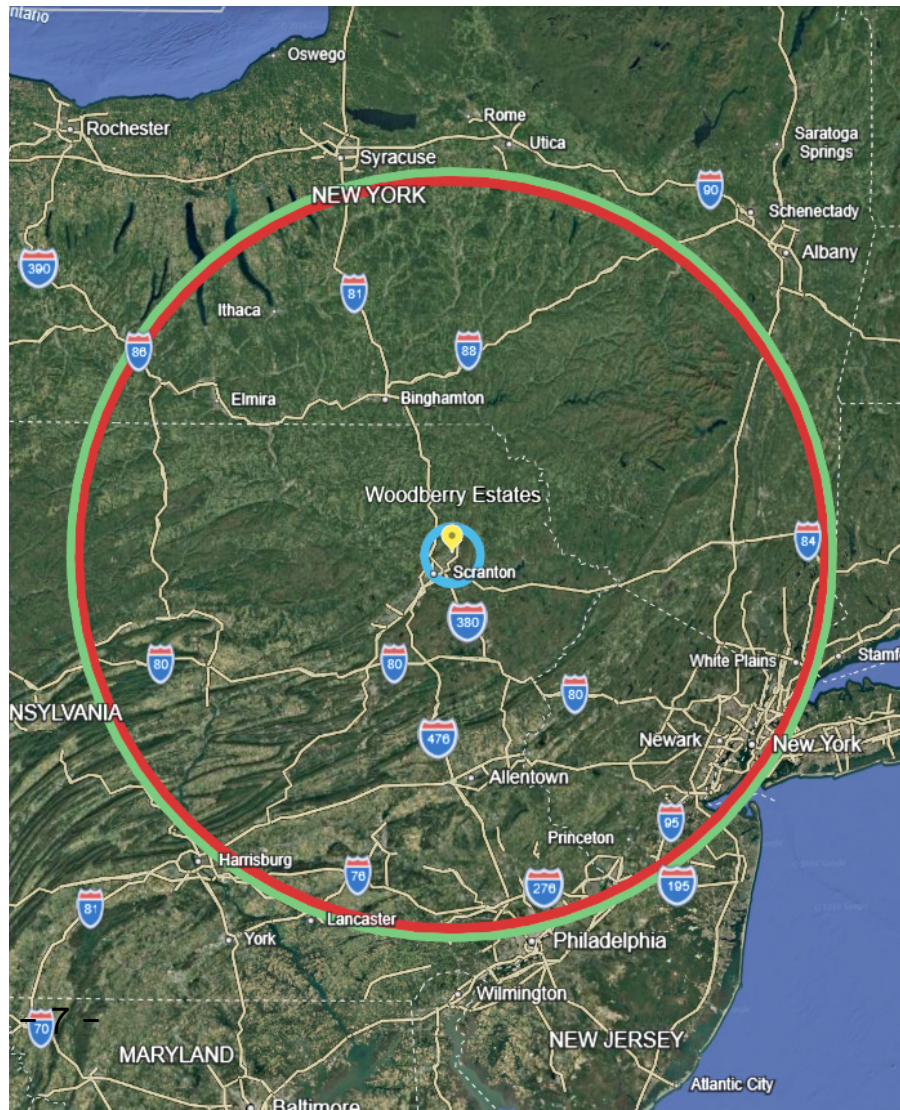 ntario
Oswego
Rochester
Rome
Utica
Syracuse
Saratoga
Springs
NEW YORK
90
Schenectady
Albany
390
81
Ithaca
86
88
Elmira
Binghamton
Woodberry Estates
84
Scranton
380
80
80
White Plains
Stamf
80
NSYLVANIA
476
Newark
New York
Allentown
95
Princeton
Harrisburg
76
276
195
81
Lancaster
York
Philadelphia
Wilmington
- 7 -
70
NEW JERSEY
MARYLAND
Atlantic City
Baltimore